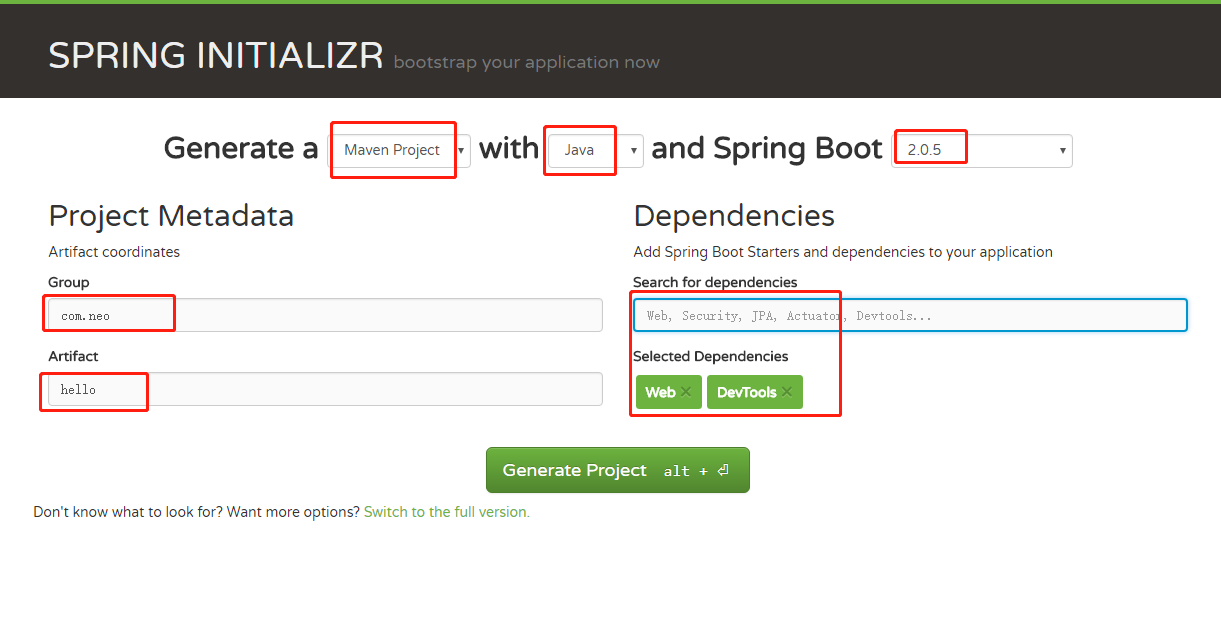 SPRING INITIALIZR bootstrap your application now
Generate a Maven Project with Java and Spring Boot 2.0.5
Project Metadata
Artifact coordinates
Group
com.neo
Artifact
hello
Dependencies
Add Spring Boot Starters and dependencies to your application
Search for dependencies
Web, Security, JPA, Actuator, Devtools...
Selected Dependencies
Web × DevTools ×
Generate Project alt + ⏎
Don't know what to look for? Want more options? Switch to the full version.